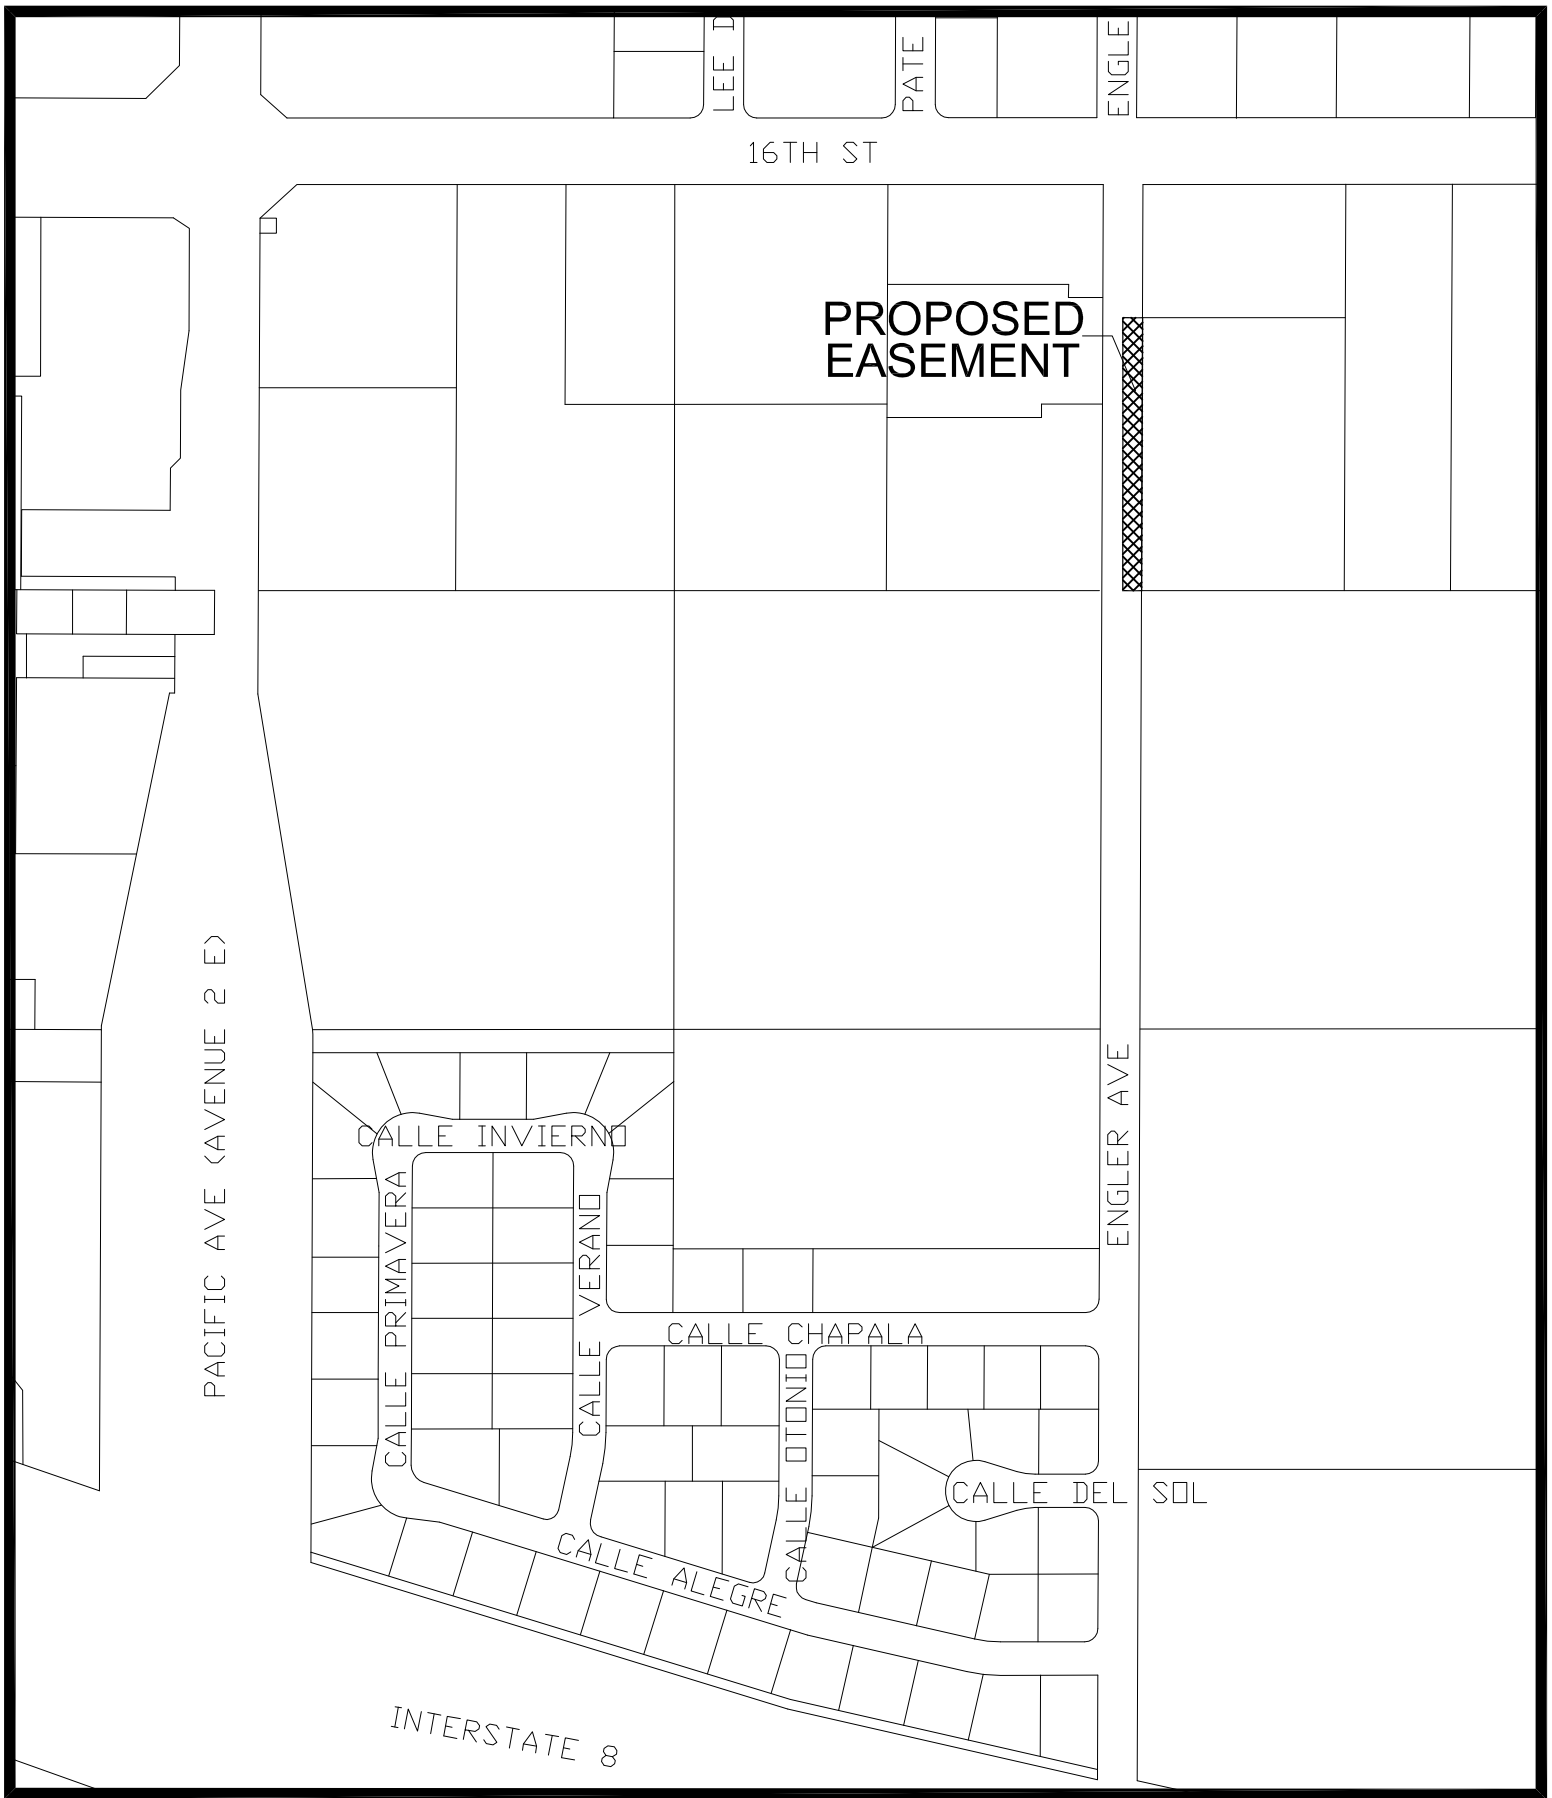 LEE D
PATE
ENGLE
16TH ST
PROPOSED
EASEMENT
PACIFIC AVE (AVENUE 2 E)
ENGLER AVE
CALLE INVIERNO
CALLE PRIMAVERA
CALLE VERANO
CALLE CHAPALA
CALLE OTONIO
CALLE DEL SOL
CALLE ALEGRE
INTERSTATE 8